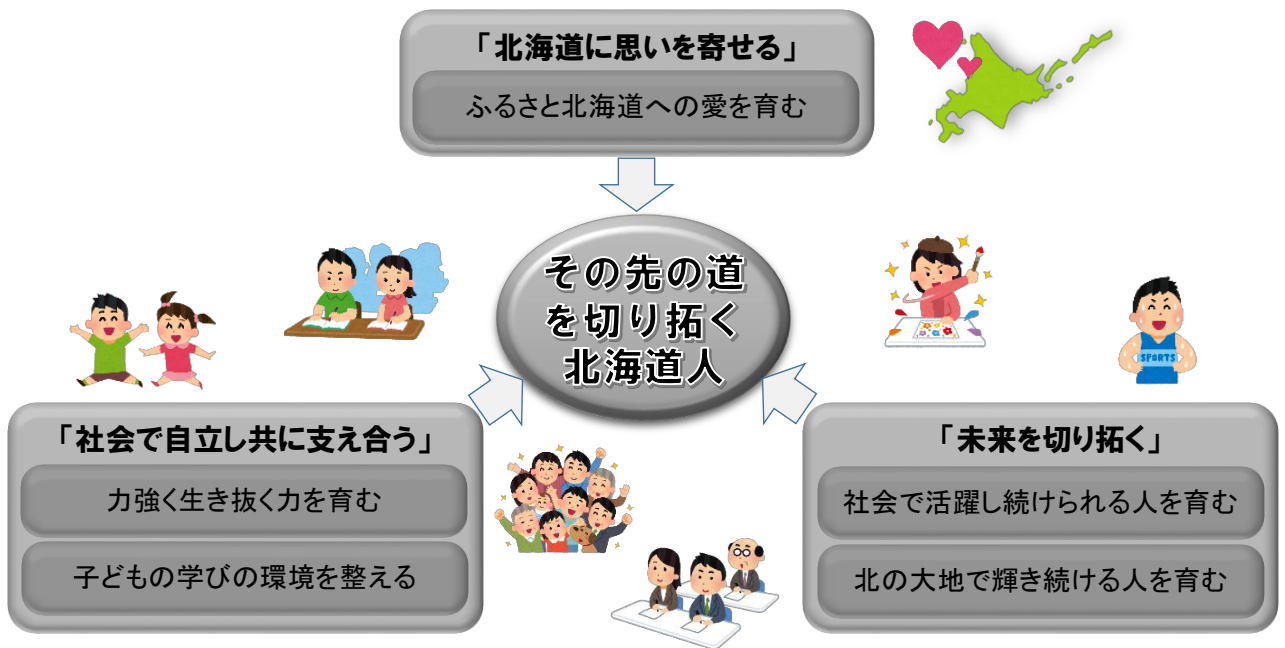 「北海道に思いを寄せる」
ふるさと北海道への愛を育む
その先の道
を切り拓く
北海道人
「社会で自立し共に支え合う」
力強く生き抜く力を育む
子どもの学びの環境を整える
「未来を切り拓く」
社会で活躍し続けられる人を育む
北の大地で輝き続ける人を育む
SPORTS